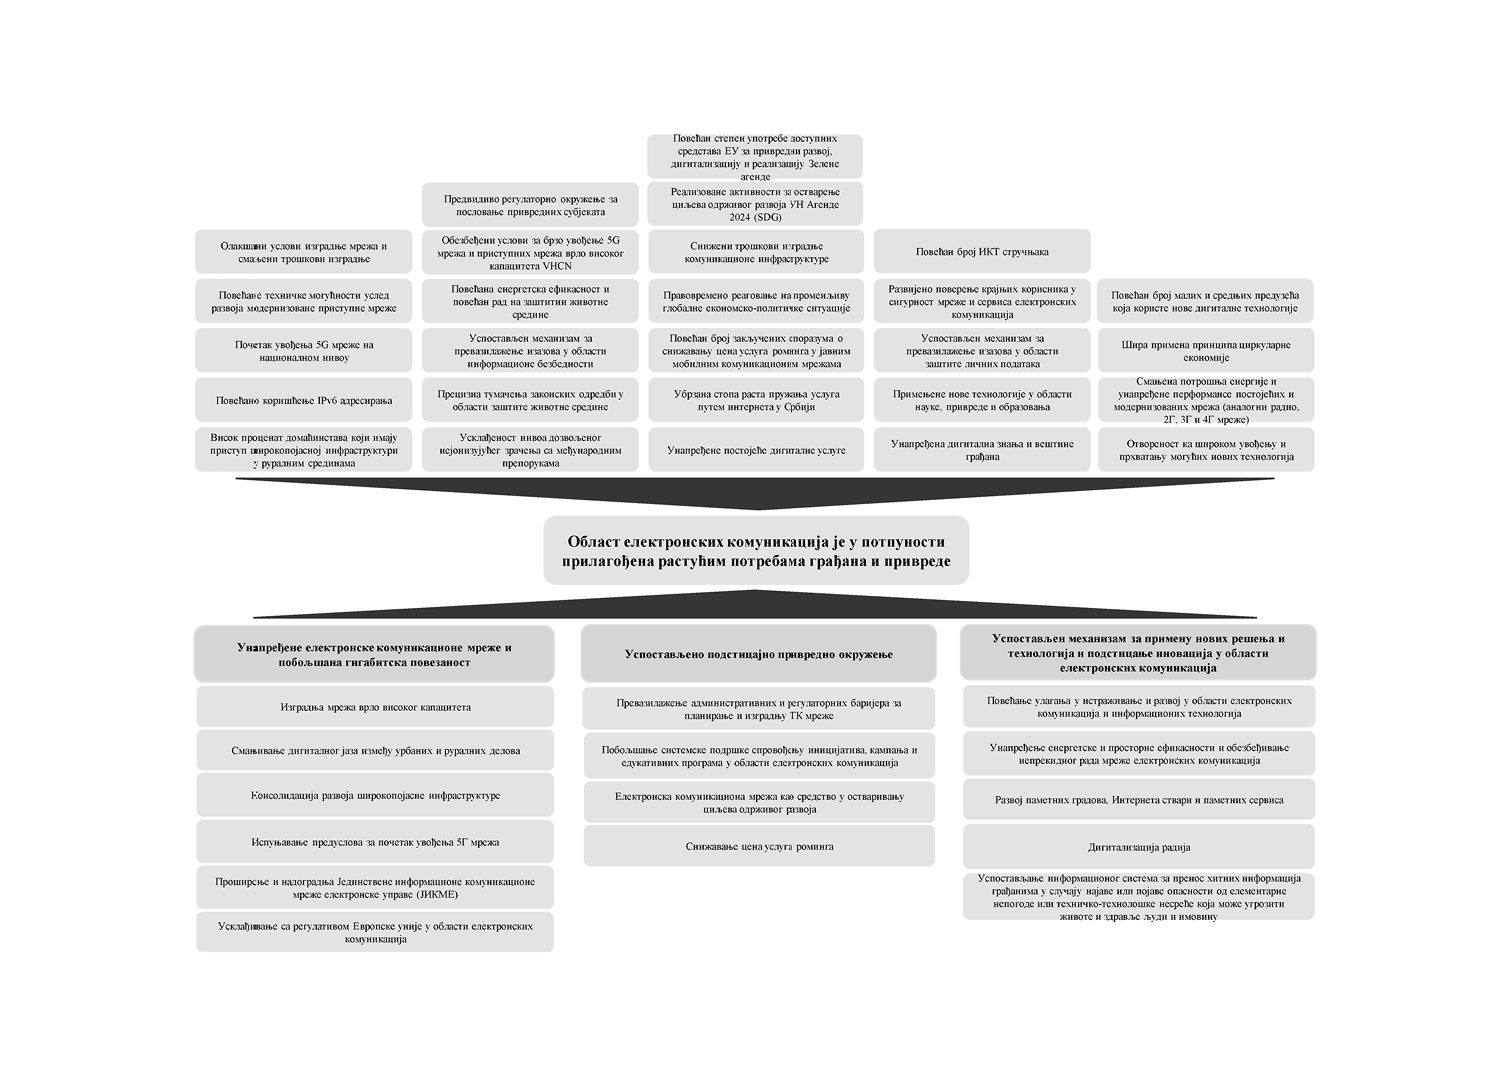 Повећан степен употребе доступних
средстава ЕУ за привредни развој,
дигитализацију и реализацију Зелене
агенде
Предвидиво регулаторно окружење за
пословање привредних субјеката
Реализоване активности за остварење
циљева одрживог развоја УН Агенде
2024 (SDG)
Олакшани услови изградње мрежа и
смањени трошкови изградње
Обезбеђени услови за брзо увођење 5G
мрежа и приступних мрежа врло високог
капацитета VHCN
Снижени трошкови изградње
комуникационе инфраструктуре
Повећан број ИКТ стручњака
Повећане техничке могућности услед
развоја модернизоване приступне мреже
Повећана енергетска ефикасност и
повећан рад на заштитии животне
средине
Правовремено реаговање на променљиву
глобалне економско-политичке ситуације
Развијено поверење крајњих корисника у
сигурност мреже и сервиса електронских
комуникација
Повећан број малих и средњих предузећа
која користе нове дигиталне технологије
Почетак увођења 5G мреже на
националном нивоу
Успостављен механизам за
превазилажење изазова у области
информационе безбедности
Повећан број закључених споразума о
снижавању цена услуга роминга у јавним
мобилним комуникационим мрежама
Успостављен механизам за
превазилажење изазова у области
заштите личних података
Шира примена принципа циркуларне
економије
Повећано коришћење IPv6 адресирања
Прецизна тумачења законских одредби у
области заштите животне средине
Убрзана стопа раста пружања услуга
путем интернета у Србији
Примењене нове технологије у области
науке, привреде и образовања
Смањена потрошња енергије и
унапређене перформансе постојећих и
модернизованих мрежа (аналогни радио,
2Г, 3Г и 4Г мреже)
Висок проценат домаћинстава који имају
приступ широкопојасној инфраструктури
у руралним срединама
Усклађеност нивоа дозвољеног
нејонизујућег зрачења са међународним
препорукама
Унапређене постојеће дигиталне услуге
Унапређена дигитална знања и вештине
грађана
Отвореност ка широком увођењу и
прхватању могућих нових технологија
Област електронских комуникација је у потпуности
прилагођена растућим потребама грађана и привреде
Унапређене електронске комуникационе мреже и
побољшана гигабитска повезаност
Изградња мрежа врло високог капацитета
Смањивање дигиталног јаза између урбаних и руралних делова
Консолидација развоја широкопојасне инфраструктуре
Испуњавање предуслова за почетак увођења 5Г мрежа
Проширење и надоградња Јединствене информационе комуникационе
мреже електронске управе (ЈИКМЕ)
Усклађивање са регулативом Европске уније у области електронских
комуникација
Успостављено подстицајно привредно окружење
Превазилажење административних и регулаторних баријера за
планирање и изградњу ТК мреже
Побољшање системске подршке спровођењу иницијатива, кампања и
едукативних програма у области електронских комуникација
Електронска комуникациона мрежа као средство у остваривању
циљева одрживог развоја
Снижавање цена услуга роминга
Успостављен механизам за примену нових решења и
технологија и подстицање иновација у области
електронских комуникација
Повећање улагања у истраживање и развој у области електронских
комуникација и информационих технологија
Унапређење енергетске и просторне ефикасности и обезбеђивање
непрекидног рада мреже електронских комуникација
Развој паметних градова, Интернета ствари и паметних сервиса
Дигитализација радија
Успостављање информационог система за пренос хитних информација
грађанима у случају најаве или појаве опасности од елементарне
непогоде или техничко-технолошке несреће која може угрозити
животе и здравље људи и имовину